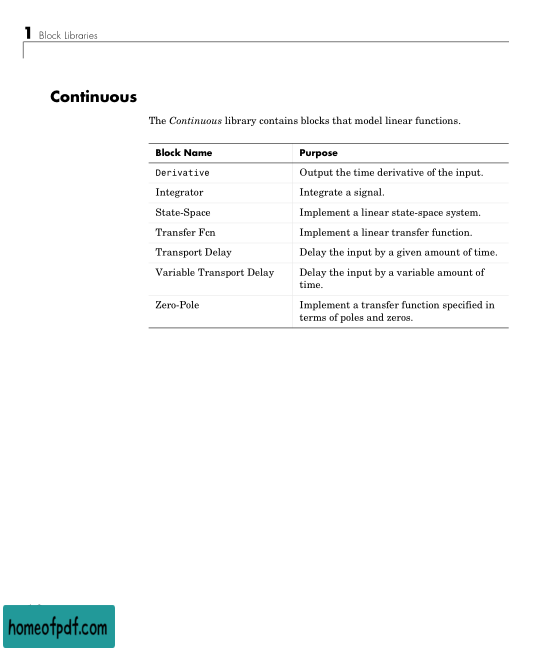 1 Block Libraries
Continuous
The Continuous library contains blocks that model linear functions.
Block Name Purpose
Derivative Output the time derivative of the input.
Integrator Integrate a signal.
State-Space Implement a linear state-space system.
Transfer Fcn Implement a linear transfer function.
Transport Delay Delay the input by a given amount of time.
Variable Transport Delay Delay the input by a variable amount of
time.
Zero-Pole Implement a transfer function specified in
terms of poles and zeros.
homeofpdf.com